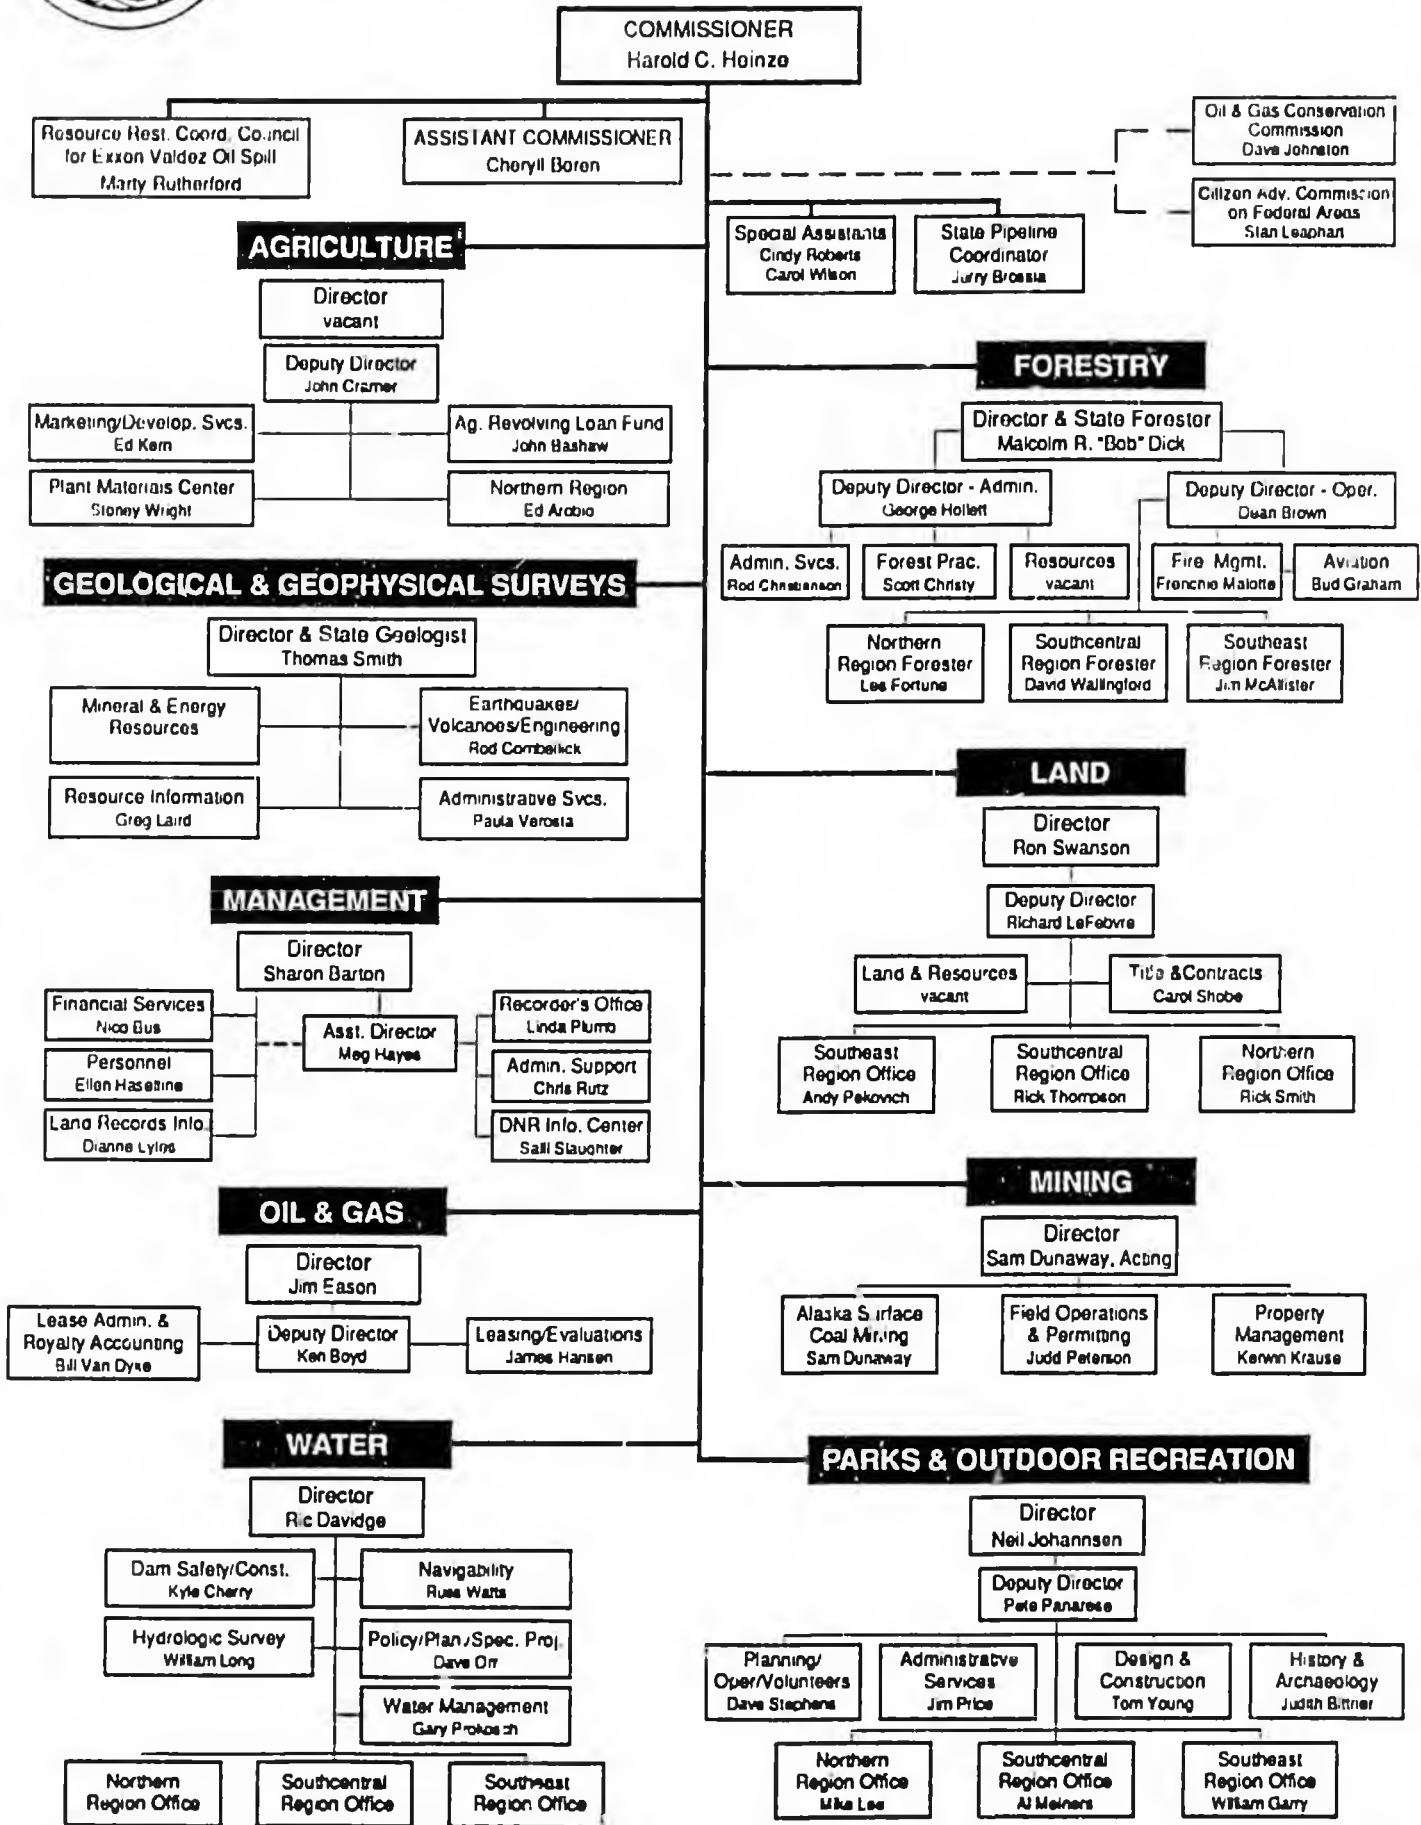 COMMISSIONER
Harold C. Heinze
Resource Rest. Coord. Council
for Exxon Valdez Oil Spill
Marty Rutherford
ASSISTANT COMMISSIONER
Cheryll Boren
Oil & Gas Conservation
Commission
Dave Johnston
Citizen Adv. Commission
on Federal Areas
Stan Leaphart
Special Assistants
Cindy Roberts
Carol Wilson
State Pipeline
Coordinator
Jerry Brossia
AGRICULTURE
Director
vacant
Deputy Director
John Cramer
Marketing/Develop. Svcs.
Ed Kern
Ag. Revolving Loan Fund
John Bashaw
Plant Materials Center
Stoney Wright
Northern Region
Ed Arobio
FORESTRY
Director & State Forester
Malcolm R. "Bob" Dick
Deputy Director - Admin.
George Hollett
Deputy Director - Oper.
Dean Brown
Admin. Svcs.
Rod Christianson
Forest Prac.
Scott Christy
Resources
vacant
Fire Mgmt.
Frenchie Malotte
Aviation
Bud Graham
Northern
Region Forester
Les Fortune
Southcentral
Region Forester
David Wallingford
Southeast
Region Forester
Jim McAllister
GEOLOGICAL & GEOPHYSICAL SURVEYS
Director & State Geologist
Thomas Smith
Mineral & Energy
Resources
Earthquakes/
Volcanoes/Engineering
Rod Combellick
Resource Information
Greg Laird
Administrative Svcs.
Paula Verosta
LAND
Director
Ron Swanson
Deputy Director
Richard LeFebvre
Land & Resources
vacant
Title &Contracts
Carol Shobe
Southeast
Region Office
Andy Pekovich
Southcentral
Region Office
Rick Thompson
Northern
Region Office
Rick Smith
MANAGEMENT
Director
Sharon Barton
Financial Services
Nico Bus
Personnel
Ellen Haseltine
Land Records Info.
Dianne Lyles
Asst. Director
Meg Hayes
Recorder's Office
Linda Plumb
Admin. Support
Chris Rutz
DNR Info. Center
Salli Slaughter
MINING
Director
Sam Dunaway, Acting
Alaska Surface
Coal Mining
Sam Dunaway
Field Operations
& Permitting
Judd Peterson
Property
Management
Kerwin Krause
OIL & GAS
Director
Jim Eason
Lease Admin. &
Royalty Accounting
Bill Van Dyke
Deputy Director
Ken Boyd
Leasing/Evaluations
James Hansen
WATER
Director
Ric Davidge
Dam Safety/Const.
Kyle Cherry
Navigability
Russ Watts
Hydrologic Survey
William Long
Policy/Plan/Spec. Proj.
Dave Orr
Water Management
Gary Prokosch
Northern
Region Office
Southcentral
Region Office
Southeast
Region Office
PARKS & OUTDOOR RECREATION
Director
Neil Johannsen
Deputy Director
Pete Panarese
Planning/
Oper/Volunteers
Dave Stephens
Administrative
Services
Jim Price
Design &
Construction
Tom Young
History &
Archaeology
Judith Bittner
Northern
Region Office
Mike Lee
Southcentral
Region Office
Al Meiners
Southeast
Region Office
William Garry